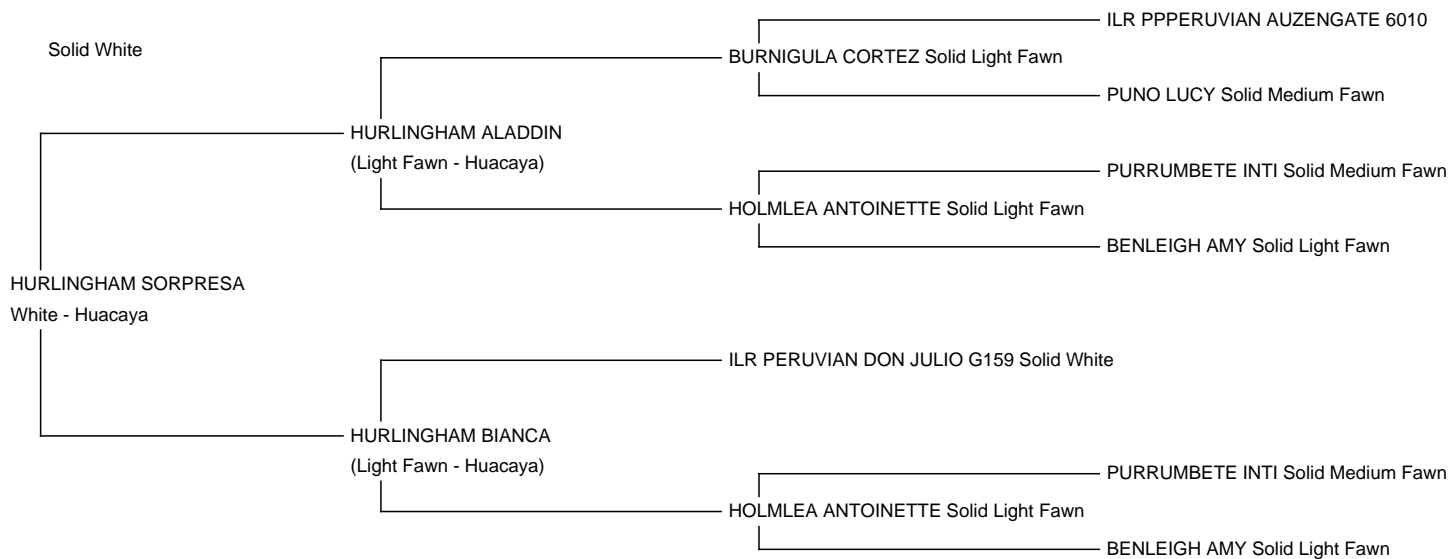 ILR PPPERUVIAN AUZENGATE 6010
Solid White
BURNIGULA CORTEZ Solid Light Fawn
PUNO LUCY Solid Medium Fawn
HURLINGHAM ALADDIN
(Light Fawn - Huacaya)
PURRUMBETE INTI Solid Medium Fawn
HOLMLEA ANTOINETTE Solid Light Fawn
BENLEIGH AMY Solid Light Fawn
HURLINGHAM SORPRESA
White - Huacaya
ILR PERUVIAN DON JULIO G159 Solid White
HURLINGHAM BIANCA
(Light Fawn - Huacaya)
PURRUMBETE INTI Solid Medium Fawn
HOLMLEA ANTOINETTE Solid Light Fawn
BENLEIGH AMY Solid Light Fawn